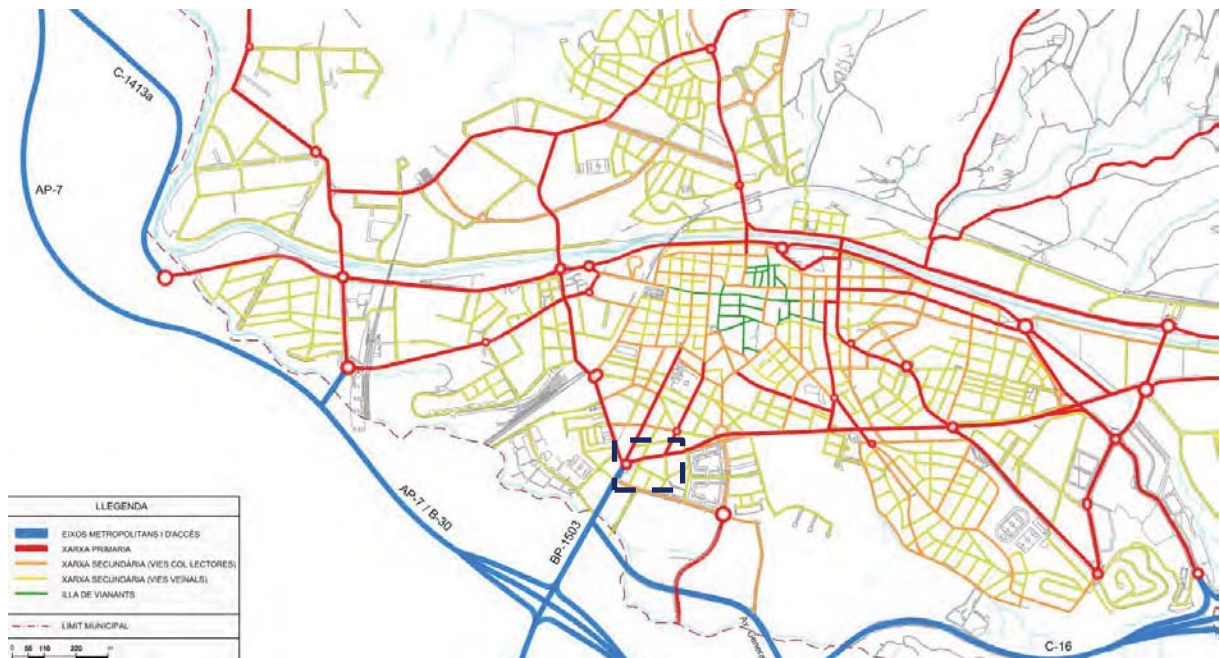 C-1413a
AP-7
AP-7 / B-30
BP-1503
C-16
LLEGENDA
EIXOS METROPOLITANS I D'ACCÉS
XARXA PRIMARIA
XARXA SECUNDÀRIA (VIES COL·LECTORES)
XARXA SECUNDÀRIA (VIES VEÏNALS)
ILLA DE VIANANTS
LÍMIT MUNICIPAL
0 55 110 220